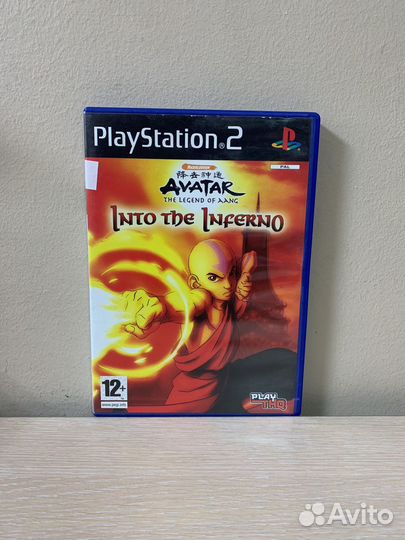 PlayStation®2
PAL
Nickelodeon
降去神通
AVATAR
THE LEGEND OF AANG
INTO THE INFERNO
12+
www.pegi.info
PLAY
THQ
Avito